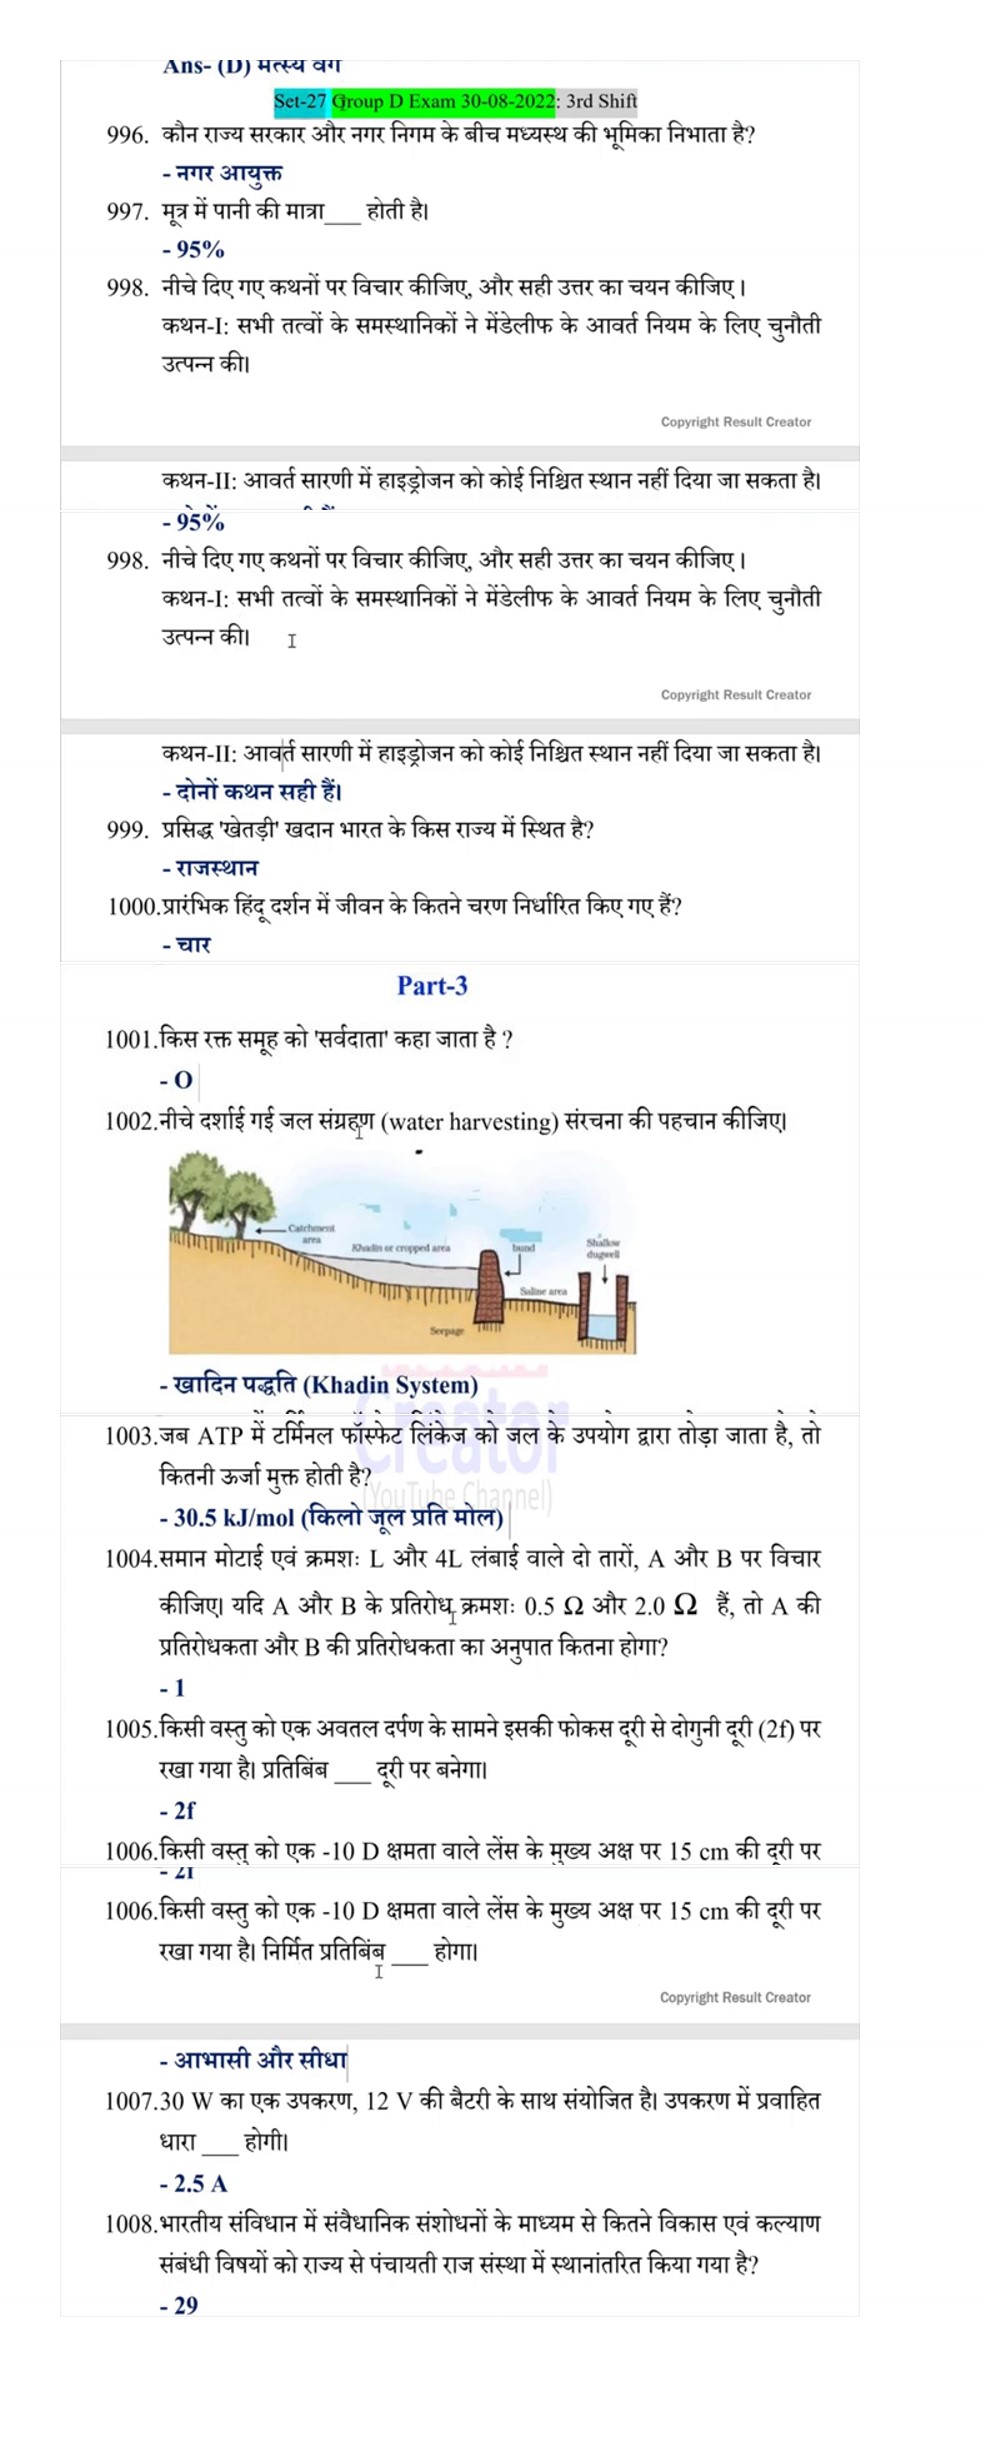 Ans- (D) मत्स्य वर्ग
Set-27 Group D Exam 30-08-2022: 3rd Shift
996. कौन राज्य सरकार और नगर निगम के बीच मध्यस्थ की भूमिका निभाता है?
- नगर आयुक्त
997. मूत्र में पानी की मात्रा___ होती है।
- 95%
998. नीचे दिए गए कथनों पर विचार कीजिए, और सही उत्तर का चयन कीजिए।
कथन-I: सभी तत्वों के समस्थानिकों ने मेंडेलीफ के आवर्त नियम के लिए चुनौती
उत्पन्न की।
Copyright Result Creator
कथन-II: आवर्त सारणी में हाइड्रोजन को कोई निश्चित स्थान नहीं दिया जा सकता है।
- 95%
998. नीचे दिए गए कथनों पर विचार कीजिए, और सही उत्तर का चयन कीजिए।
कथन-I: सभी तत्वों के समस्थानिकों ने मेंडेलीफ के आवर्त नियम के लिए चुनौती
उत्पन्न की।
Copyright Result Creator
कथन-II: आवर्त सारणी में हाइड्रोजन को कोई निश्चित स्थान नहीं दिया जा सकता है।
- दोनों कथन सही हैं।
999. प्रसिद्ध 'खेतड़ी' खदान भारत के किस राज्य में स्थित है?
- राजस्थान
1000.प्रारंभिक हिंदू दर्शन में जीवन के कितने चरण निर्धारित किए गए हैं?
- चार
Part-3
1001.किस रक्त समूह को 'सर्वदाता' कहा जाता है ?
- O
1002.नीचे दर्शाई गई जल संग्रहण (water harvesting) संरचना की पहचान कीजिए।
Catchment
area
Khadin or cropped area
bund
Shallow
dugwell
Saline area
Seepage
- खादिन पद्धति (Khadin System)
Creator
1003.जब ATP में टर्मिनल फॉस्फेट लिंकेज को जल के उपयोग द्वारा तोड़ा जाता है, तो
कितनी ऊर्जा मुक्त होती है?
(YouTube Channel)
- 30.5 kJ/mol (किलो जूल प्रति मोल)
1004.समान मोटाई एवं क्रमशः L और 4L लंबाई वाले दो तारों, A और B पर विचार
कीजिए। यदि A और B के प्रतिरोध क्रमशः 0.5 Ω और 2.0 Ω हैं, तो A की
प्रतिरोधकता और B की प्रतिरोधकता का अनुपात कितना होगा?
- 1
1005.किसी वस्तु को एक अवतल दर्पण के सामने इसकी फोकस दूरी से दोगुनी दूरी (2f) पर
रखा गया है। प्रतिबिंब ___ दूरी पर बनेगा।
- 2f
1006.किसी वस्तु को एक -10 D क्षमता वाले लेंस के मुख्य अक्ष पर 15 cm की दूरी पर
- 2f
1006.किसी वस्तु को एक -10 D क्षमता वाले लेंस के मुख्य अक्ष पर 15 cm की दूरी पर
रखा गया है। निर्मित प्रतिबिंब ___ होगा।
Copyright Result Creator
- आभासी और सीधा
1007.30 W का एक उपकरण, 12 V की बैटरी के साथ संयोजित है। उपकरण में प्रवाहित
धारा ___ होगी।
- 2.5 A
1008.भारतीय संविधान में संवैधानिक संशोधनों के माध्यम से कितने विकास एवं कल्याण
संबंधी विषयों को राज्य से पंचायती राज संस्था में स्थानांतरित किया गया है?
- 29